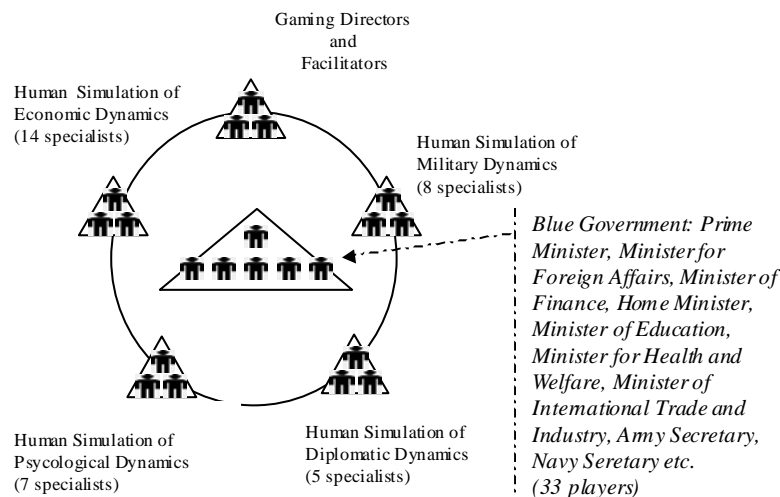 Gaming Directors
and
Facilitators
Human Simulation of
Economic Dynamics
(14 specialists)
Human Simulation of
Military Dynamics
(8 specialists)
Blue Government: Prime
Minister, Minister for
Foreign Affairs, Minister of
Finance, Home Minister,
Minister of Education,
Minister for Health and
Welfare, Minister of
International Trade and
Industry, Army Secretary,
Navy Seretary etc.
(33 players)
Human Simulation of
Psycological Dynamics
(7 specialists)
Human Simulation of
Diplomatic Dynamics
(5 specialists)